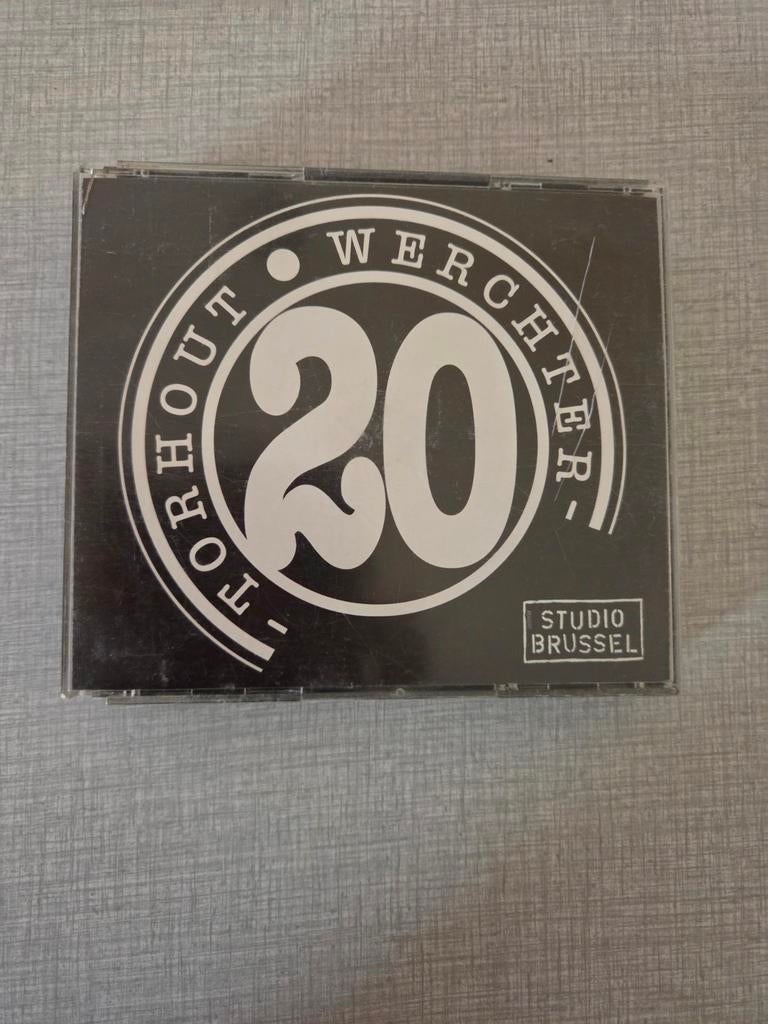 - TORHOUT • WERCHTER -
20
STUDIO
BRUSSEL